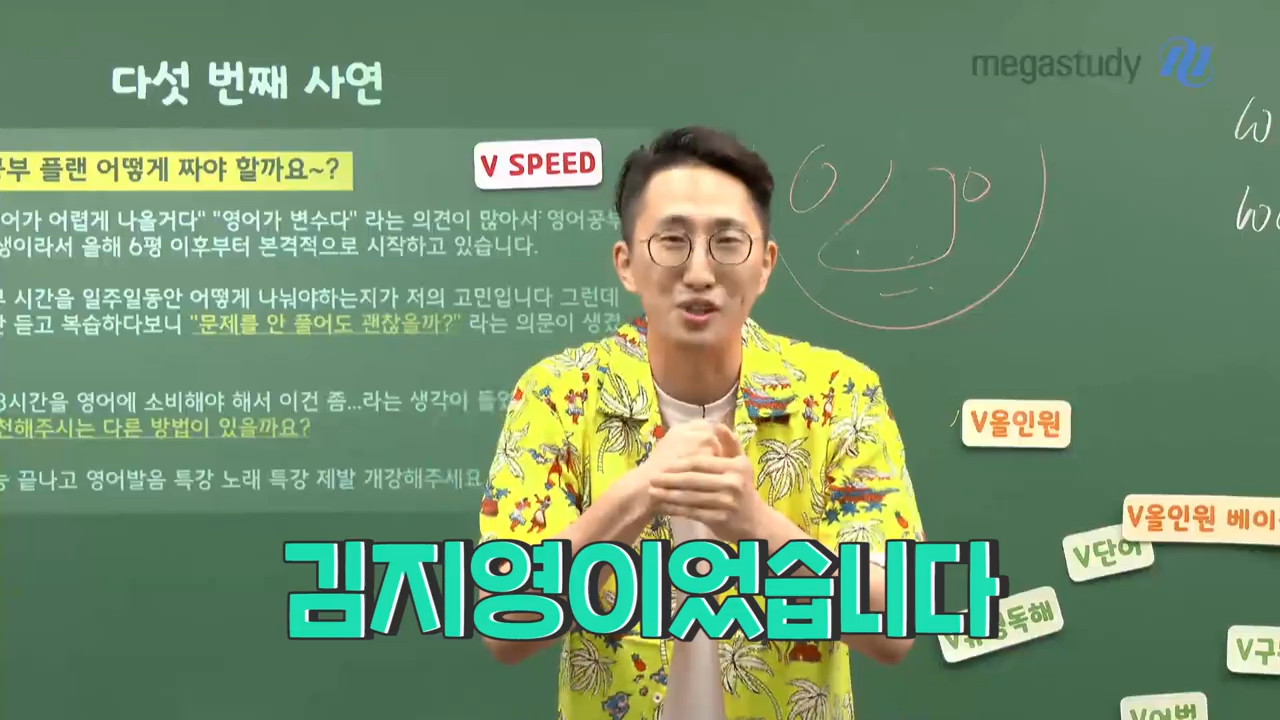 다섯 번째 사연
megastudy
부 플랜 어떻게 짜야 할까요~?
V SPEED
어가 어렵게 나올거다" "영어가 변수다" 라는 의견이 많아서 영어공부
생이라서 올해 6평 이후부터 본격적으로 시작하고 있습니다.
시간을 일주일동안 어떻게 나눠야하는지가 저의 고민입니다 그런데
듣고 복습하다보니 "문제를 안 풀어도 괜찮을까?" 라는 의문이 생겼
3시간을 영어에 소비해야 해서 이건 좀...라는 생각이 들었
천해주시는 다른 방법이 있을까요?
끝나고 영어발음 특강 노래 특강 제발 개강해주세요
V올인원
V올인원 베이
V단어
독해
V구
V어법
김지영이었습니다